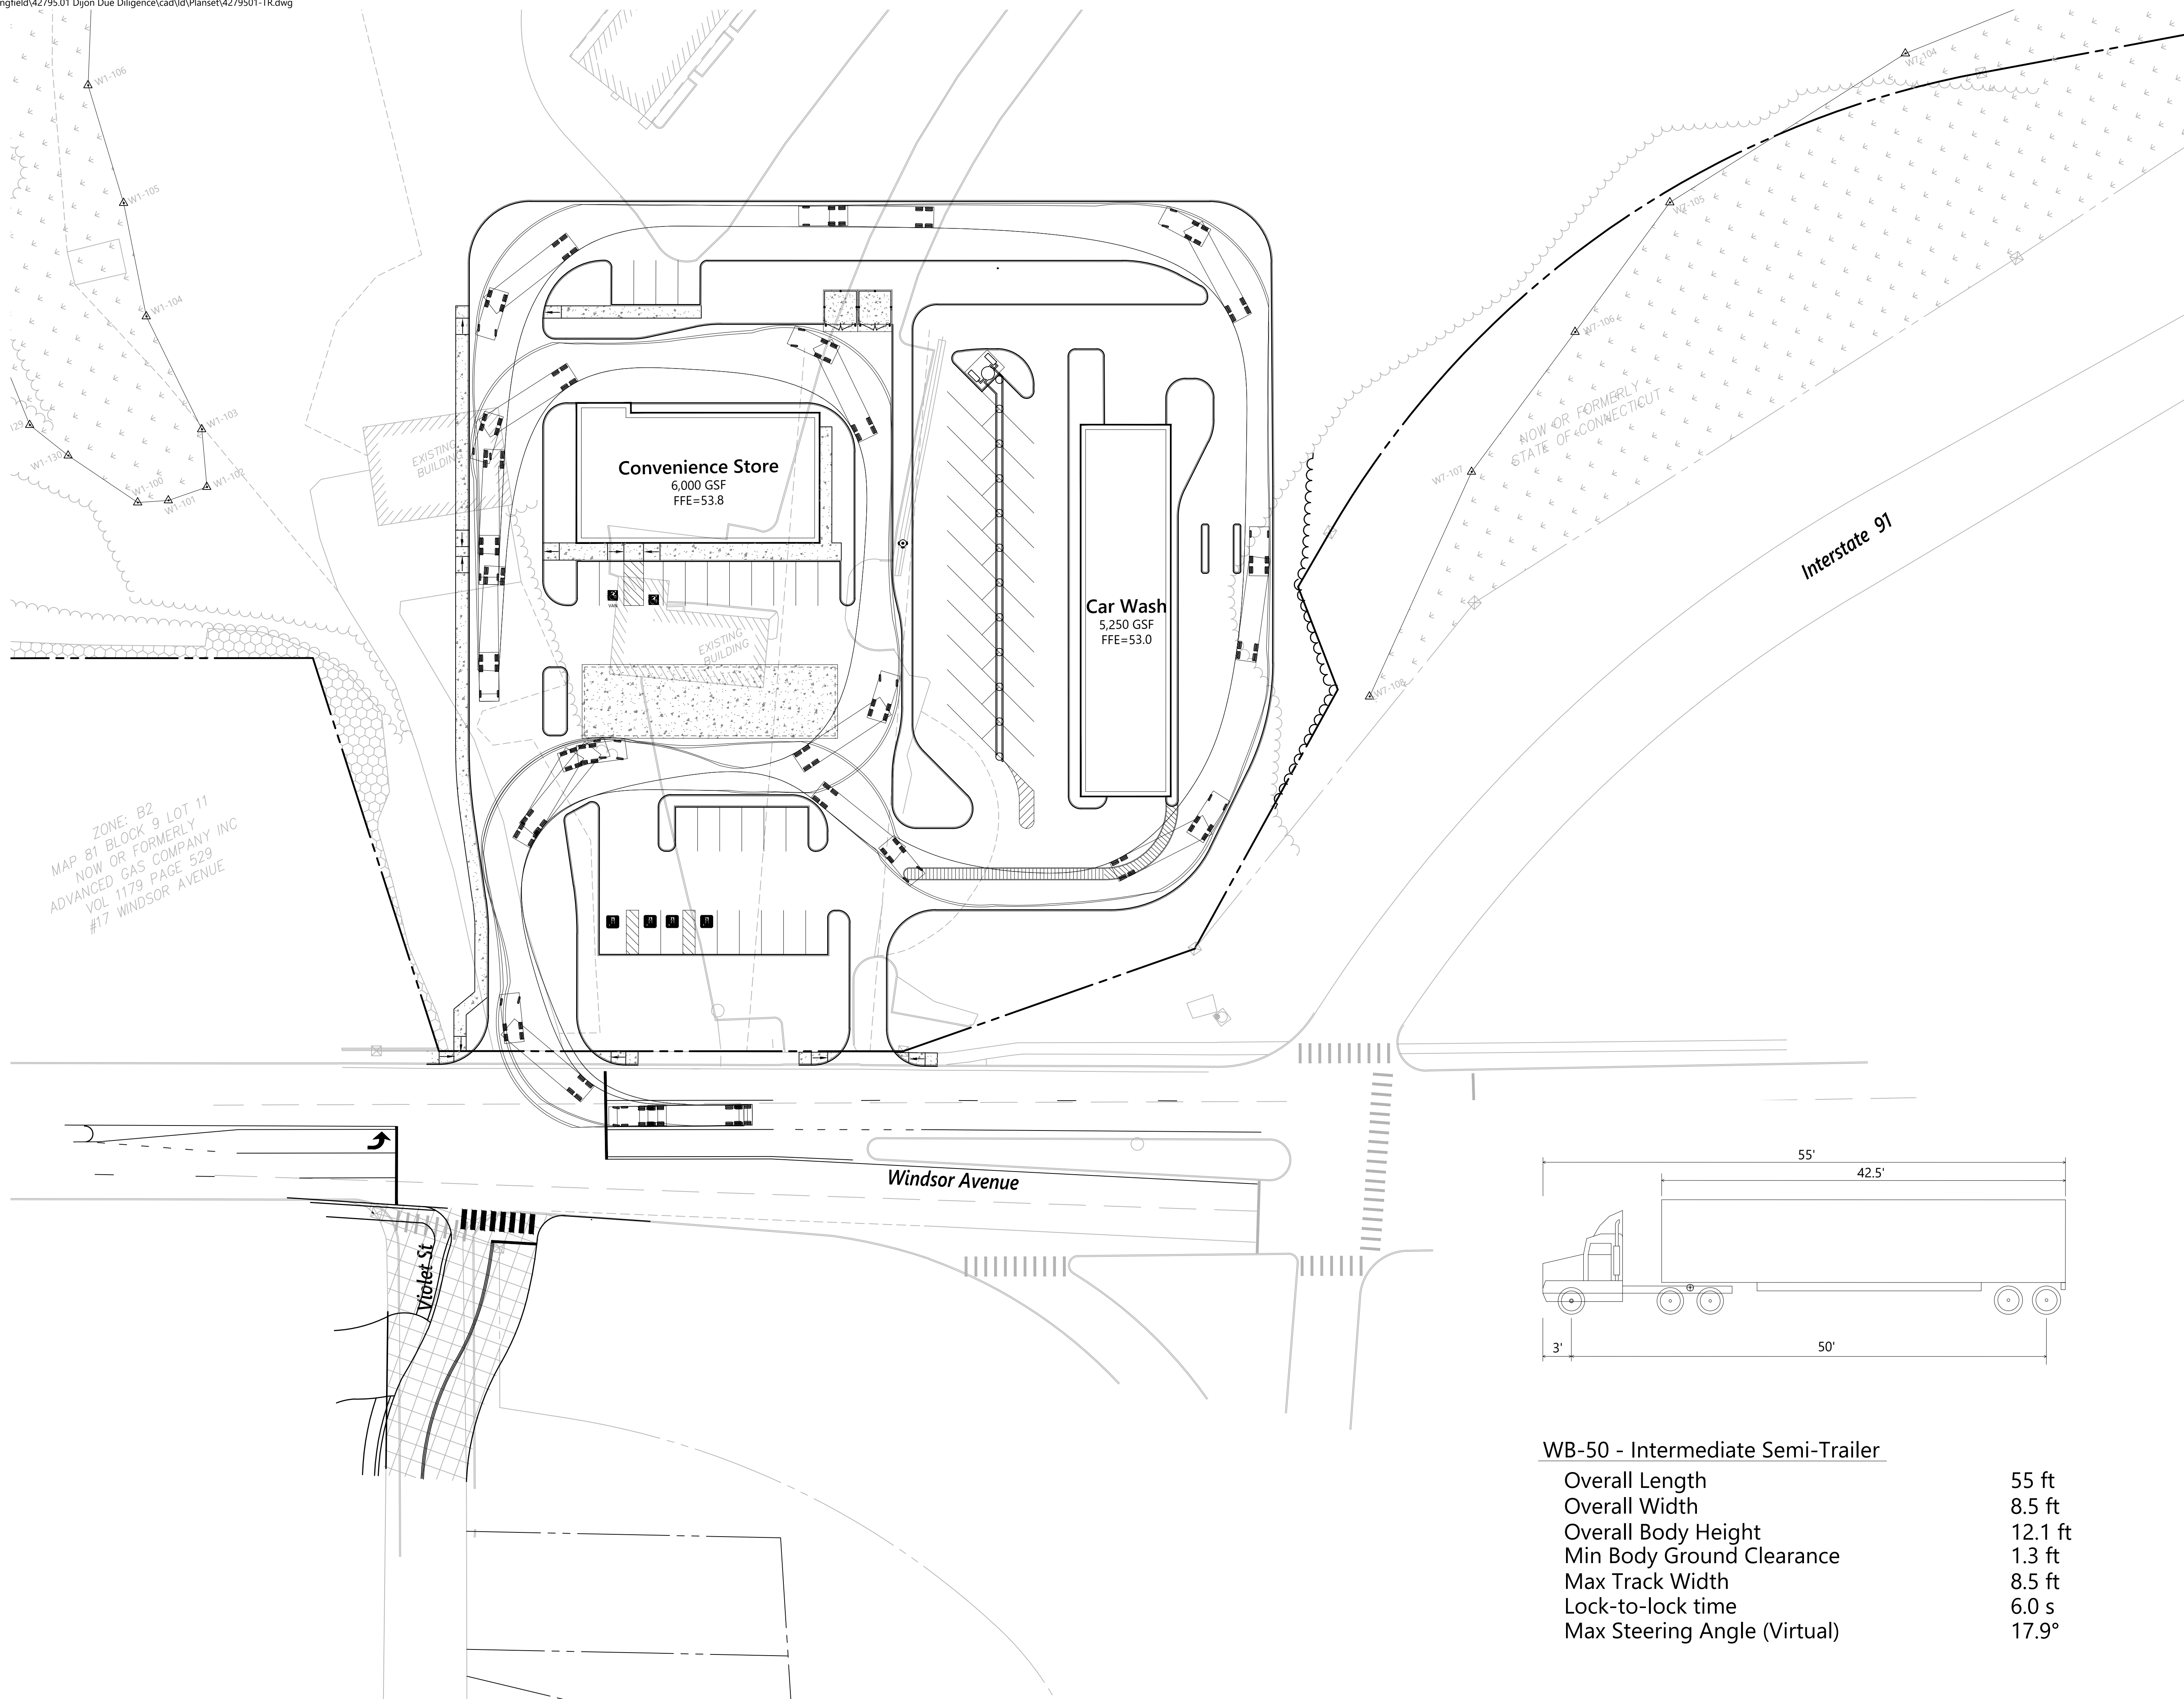 ngfield\42795.01 Dijon Due Diligence\cad\ld\Planset\4279501-TR.dwg
W1-106
W1-105
W1-104
W1-103
W1-102
W1-101
W1-100
W1-130
129
W7-104
W7-105
W7-106
W7-107
W7-108
NOW OR FORMERLY
STATE OF CONNECTICUT
Interstate 91
EXISTING
BUILDING
Convenience Store
6,000 GSF
FFE=53.8
VAN
EXISTING
BUILDING
Car Wash
5,250 GSF
FFE=53.0
ZONE: B2
MAP 81 BLOCK 9 LOT 11
NOW OR FORMERLY
ADVANCED GAS COMPANY INC
VOL 1179 PAGE 529
#17 WINDSOR AVENUE
Windsor Avenue
Violet St
55'
42.5'
3'
50'
WB-50 - Intermediate Semi-Trailer
Overall Length 55 ft
Overall Width 8.5 ft
Overall Body Height 12.1 ft
Min Body Ground Clearance 1.3 ft
Max Track Width 8.5 ft
Lock-to-lock time 6.0 s
Max Steering Angle (Virtual) 17.9°